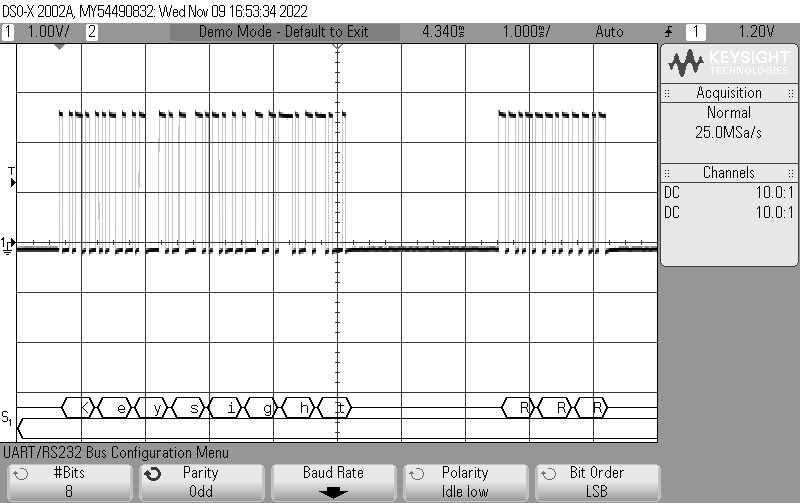 DSO-X 2002A, MY54490832: Wed Nov 09 16:53:34 2022
1 1.00V/ 2 Demo Mode - Default to Exit 4.340ms 1.000ms/ Auto 1 1.20V
KEYSIGHT
TECHNOLOGIES
Acquisition
Normal
25.0MSa/s
Channels
DC 10.0:1
DC 10.0:1
T
1
K e y s i g h t R R R
S1
UART/RS232 Bus Configuration Menu
#Bits Parity Baud Rate Polarity Bit Order
8 Odd Idle low LSB